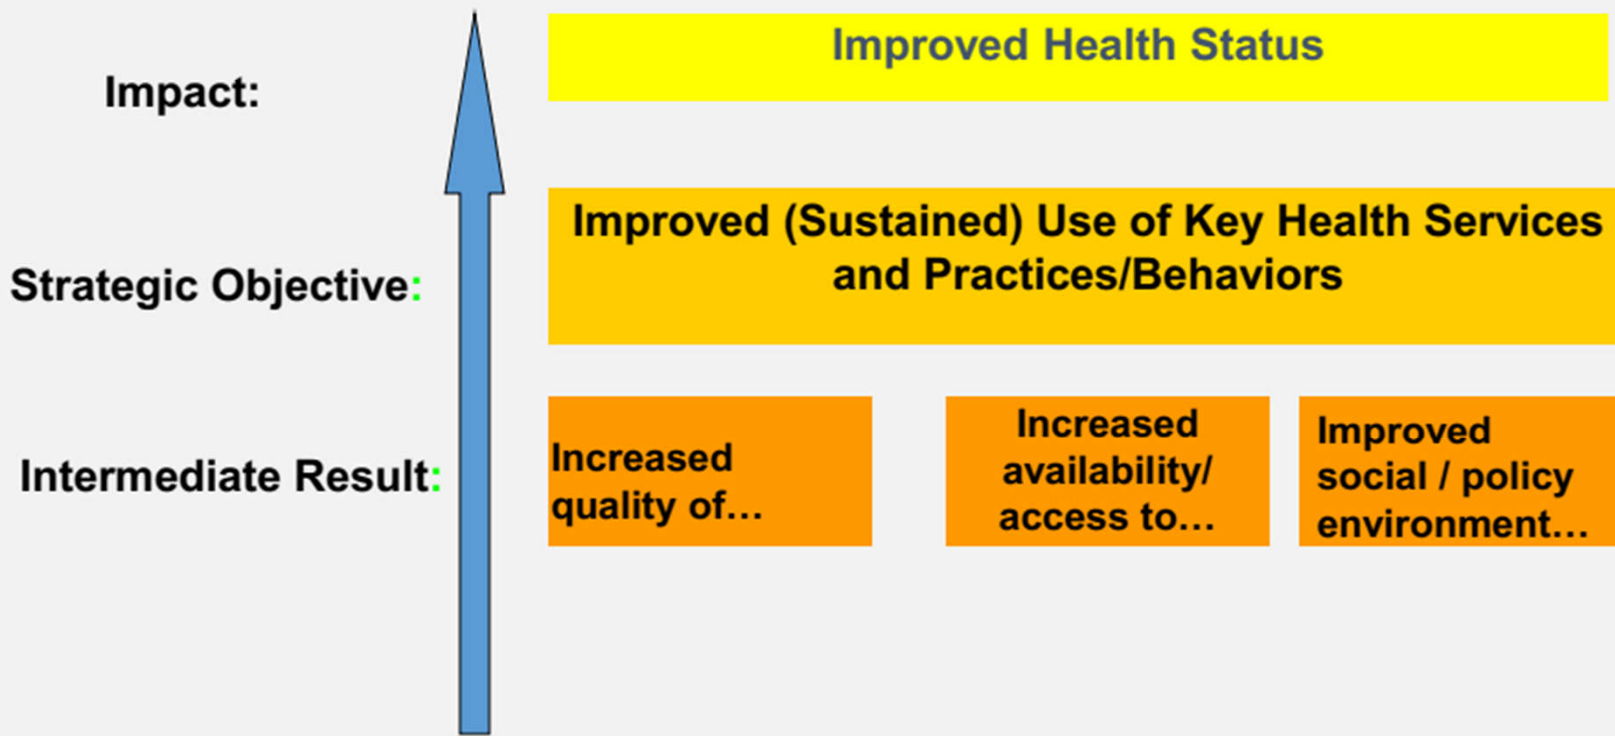 Impact:
Improved Health Status
Strategic Objective:
Improved (Sustained) Use of Key Health Services
and Practices/Behaviors
Intermediate Result:
Increased
quality of...
Increased
availability/
access to...
Improved
social / policy
environment...